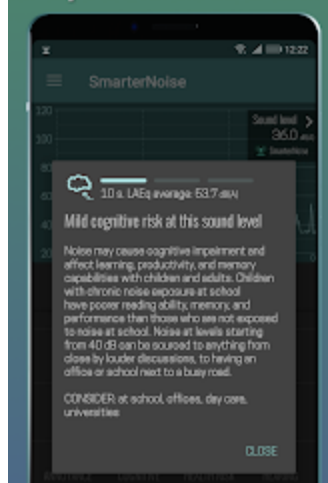 12:22
SmarterNoise
120
Sound level
36.0 dB(A)
SmarterNoise
100
80
60
40
20
0
10 s. LAEq average: 53.7 dB(A)
Mild cognitive risk at this sound level
Noise may cause cognitive impairment and
affect learning, productivity, and memory
capabilities with children and adults. Children
with chronic noise exposure at school
have poorer reading ability, memory, and
performance than those who are not exposed
to noise at school. Noise at levels starting
from 40 dB can be sourced to anything from
close by louder discussions, to having an
office or school next to a busy road.
CONSIDER: at school, offices, day care,
universities
CLOSE